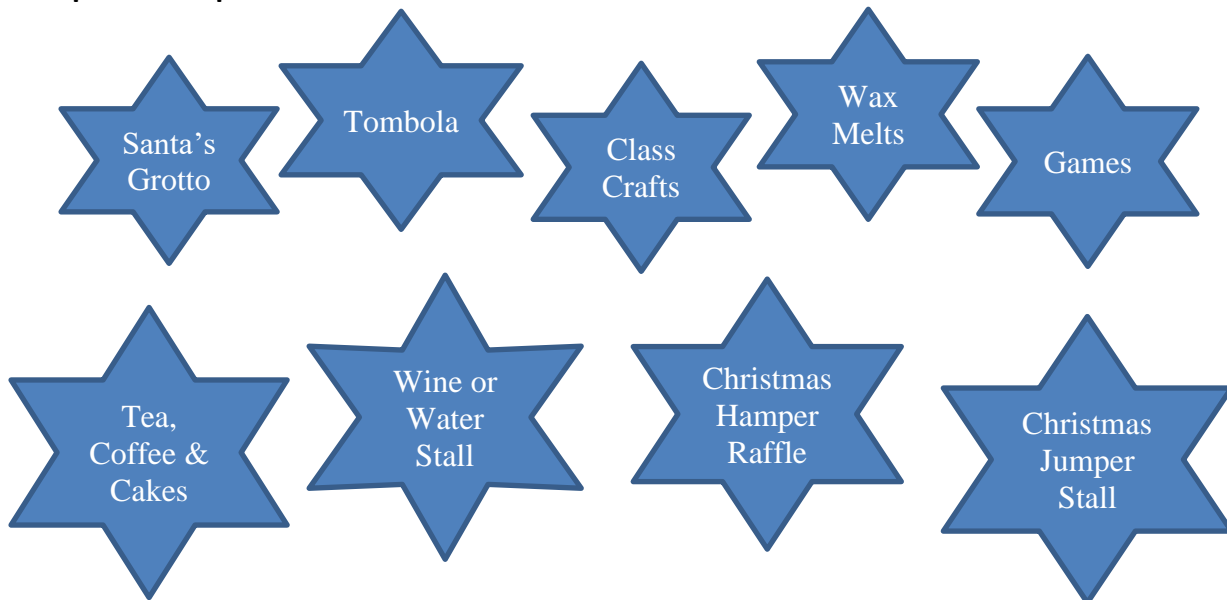 Santa’s
Grotto
Tombola
Class
Crafts
Wax
Melts
Games
Tea,
Coffee &
Cakes
Wine or
Water
Stall
Christmas
Hamper
Raffle
Christmas
Jumper
Stall